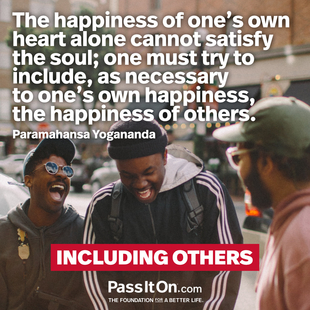 The happiness of one’s own
heart alone cannot satisfy
the soul; one must try to
include, as necessary
to one’s own happiness,
the happiness of others.
Paramahansa Yogananda
INCLUDING OTHERS
PassItOn.com
THE FOUNDATION FOR A BETTER LIFE.